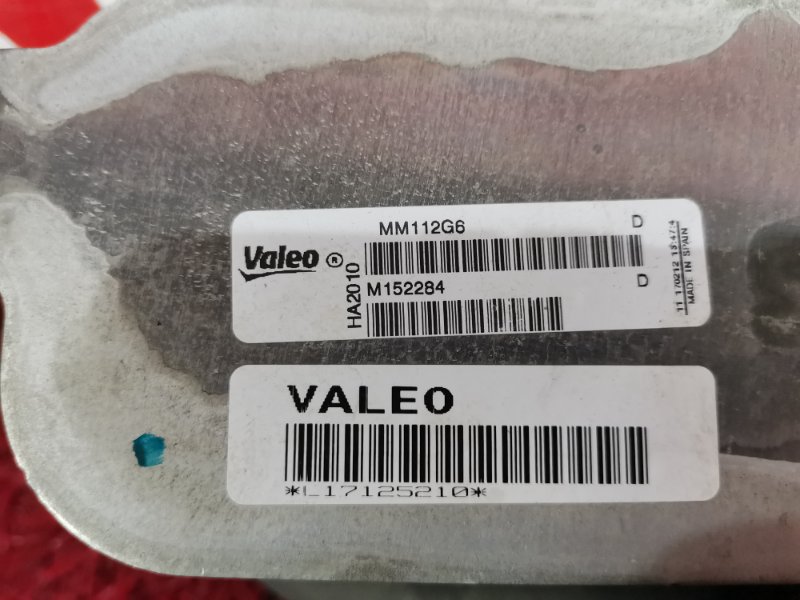 MM112G6 D
Valeo ®
HA2010
M152284 D
11 170212 13:47:4
MADE IN SPAIN
VALEO
*L17125210*